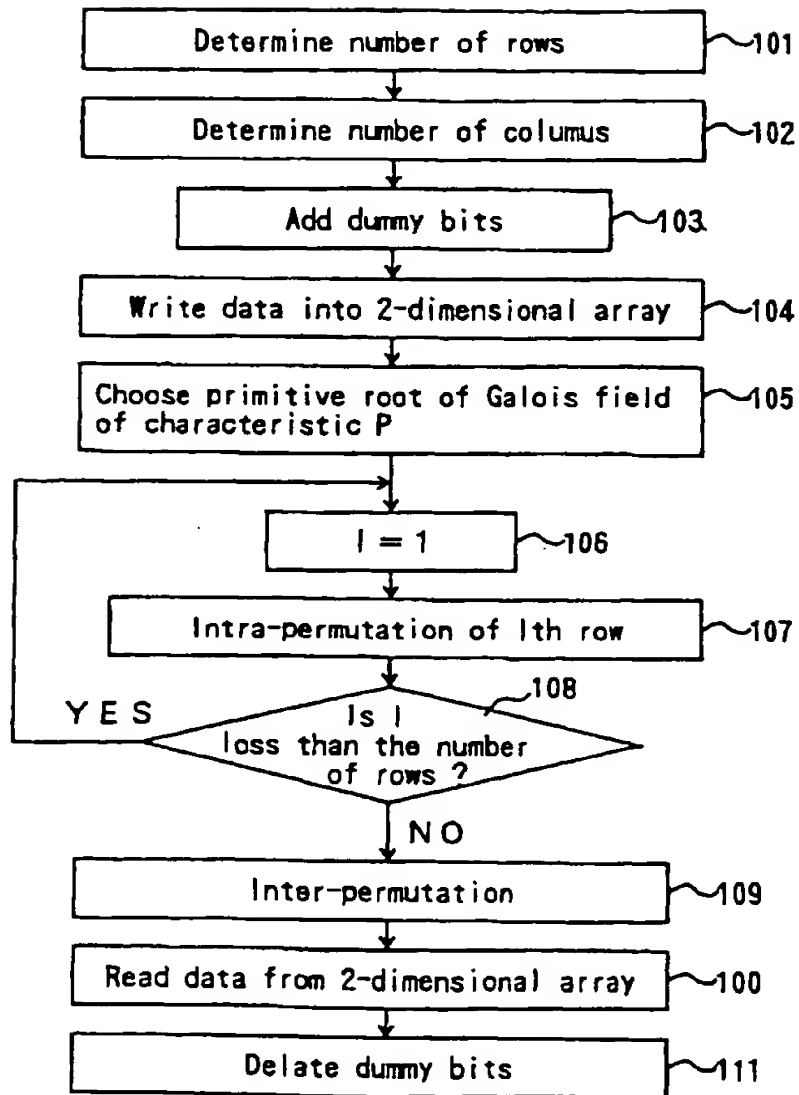 Determine number of rows 101
Determine number of columus 102
Add dummy bits 103
Write data into 2-dimensional array 104
Choose primitive root of Galois field 105
of characteristic P
I = 1 106
Intra-permutation of Ith row 107
108
YES Is I
loss than the number
of rows ?
NO
Inter-permutation 109
Read data from 2-dimensional array 100
Delate dummy bits 111